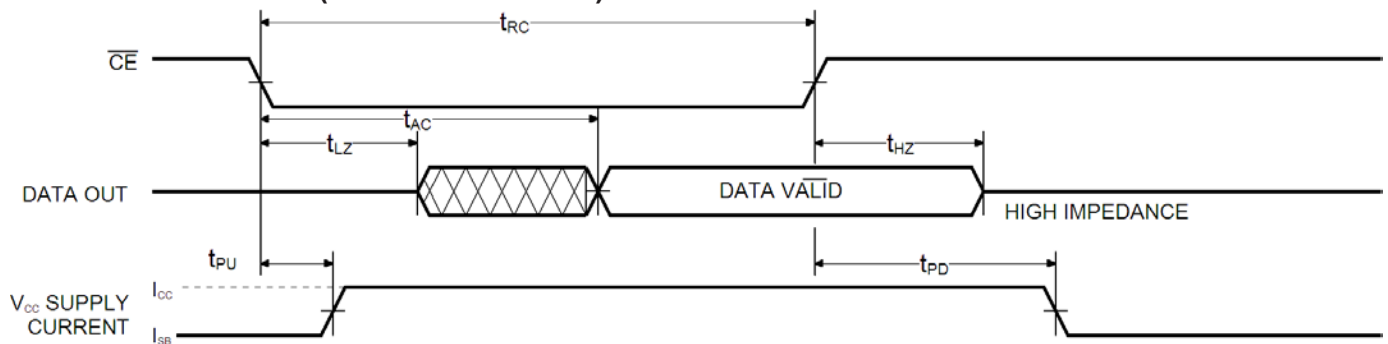 tRC
CE
tAC
tLZ
tHZ
DATA OUT
DATA VALID
HIGH IMPEDANCE
tPU
tPD
ICC
VCC SUPPLY
CURRENT
ISB